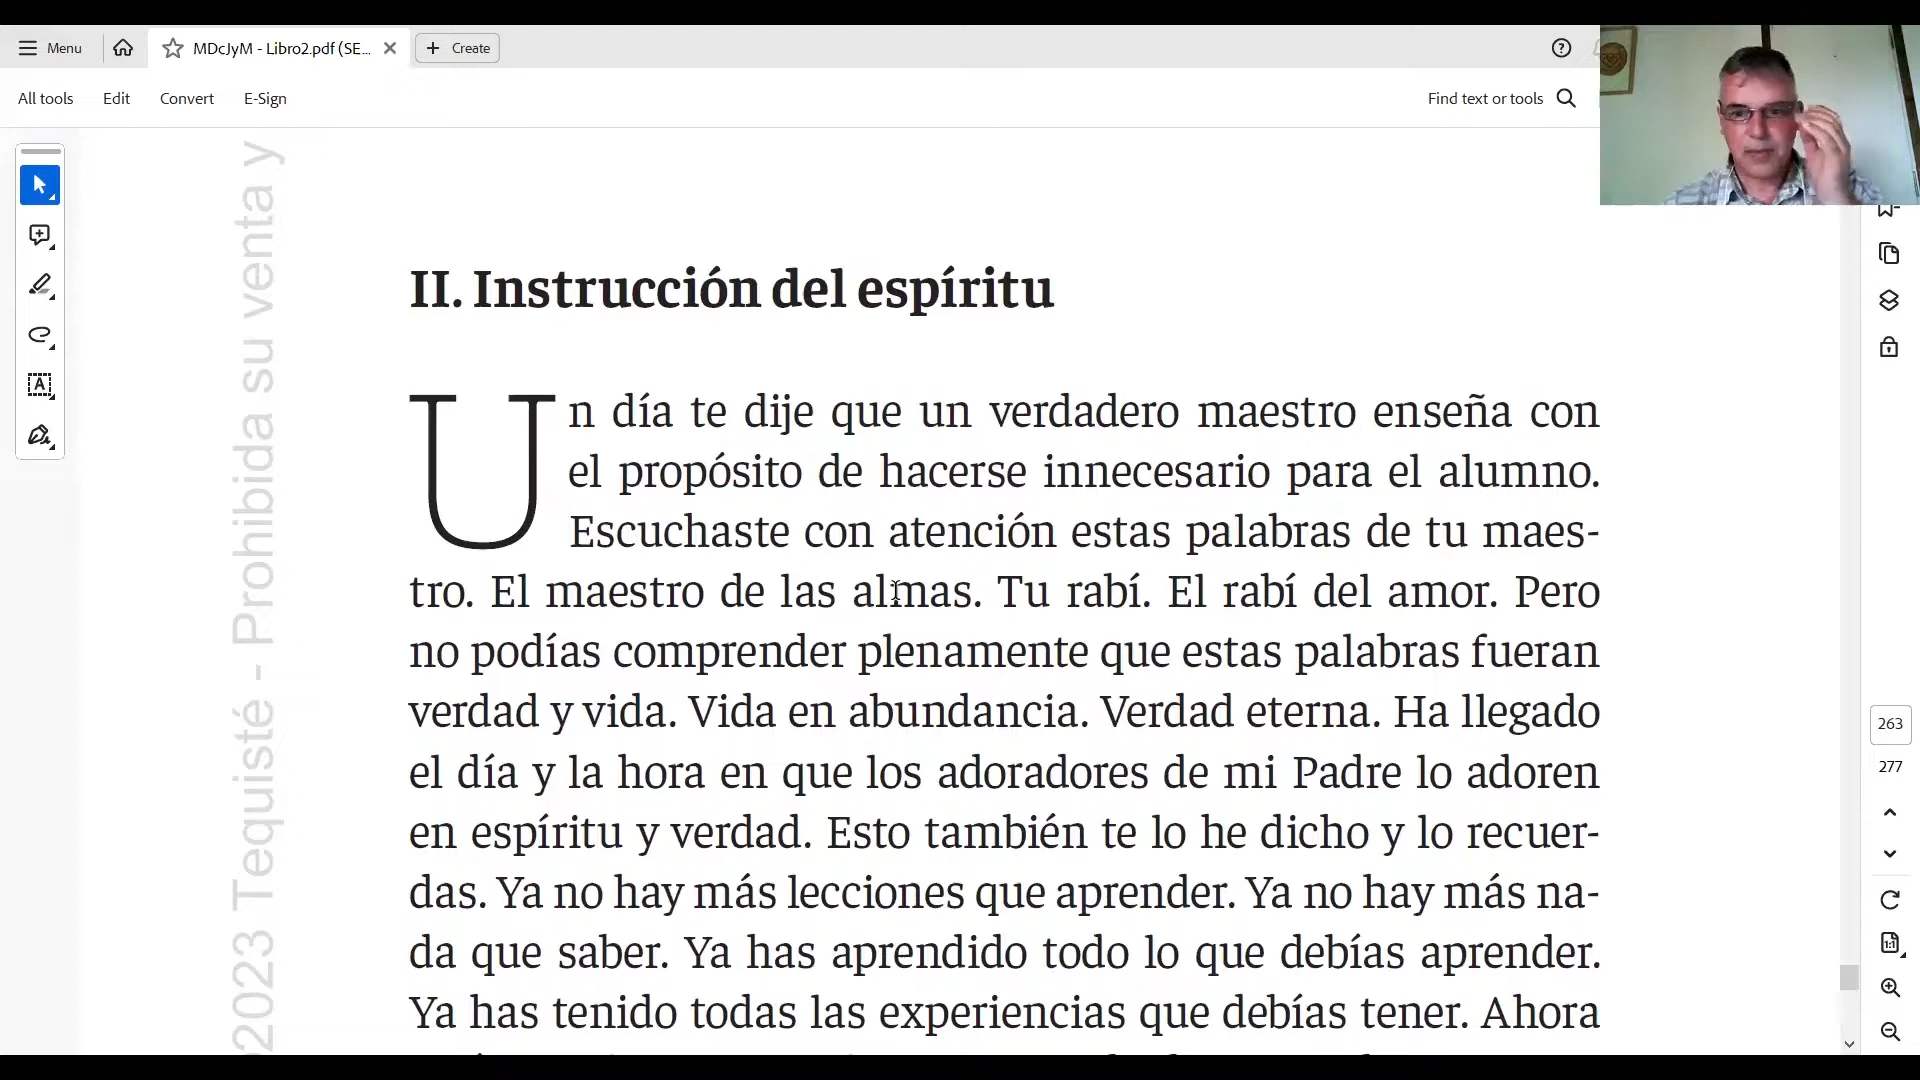 Menu
MDcJyM - Libro2.pdf (SE...
Create
All tools
Edit
Convert
E-Sign
Find text or tools
2023 Tequisté - Prohibida su venta y
II. Instrucción del espíritu
Un día te dije que un verdadero maestro enseña con
el propósito de hacerse innecesario para el alumno.
Escuchaste con atención estas palabras de tu maes-
tro. El maestro de las almas. Tu rabí. El rabí del amor. Pero
no podías comprender plenamente que estas palabras fueran
verdad y vida. Vida en abundancia. Verdad eterna. Ha llegado
el día y la hora en que los adoradores de mi Padre lo adoren
en espíritu y verdad. Esto también te lo he dicho y lo recuer-
das. Ya no hay más lecciones que aprender. Ya no hay más na-
da que saber. Ya has aprendido todo lo que debías aprender.
Ya has tenido todas las experiencias que debías tener. Ahora
263
277